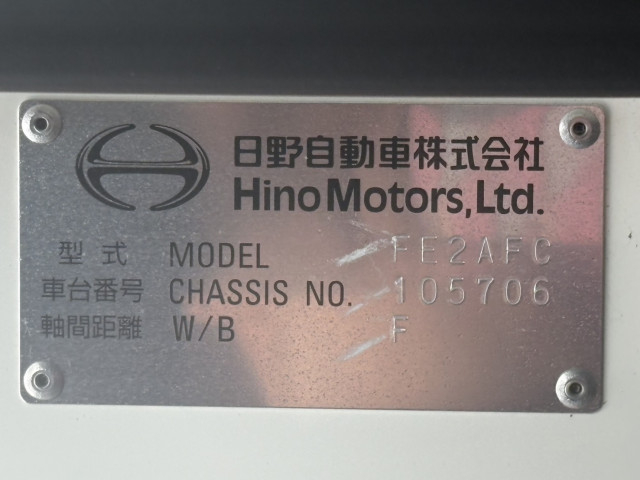 日野自動車株式会社
Hino Motors, Ltd.
型式 MODEL FE2AFC
車台番号 CHASSIS NO. 105706
軸間距離 W/B F